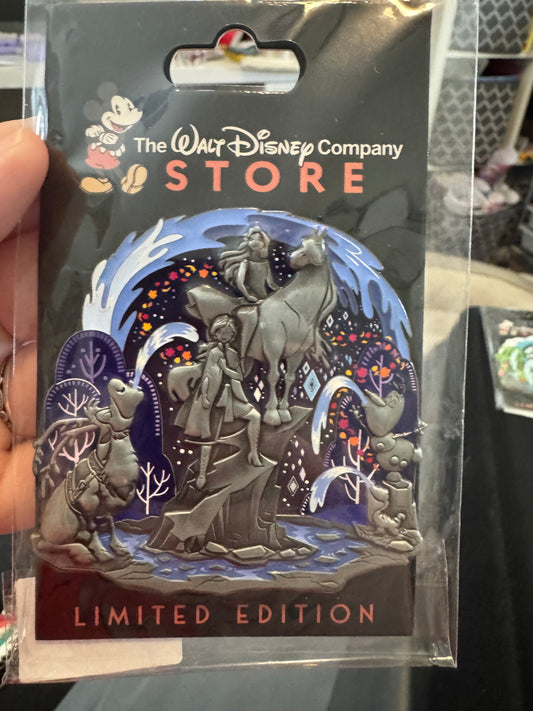 The WALT DISNEY Company
STORE
LIMITED EDITION